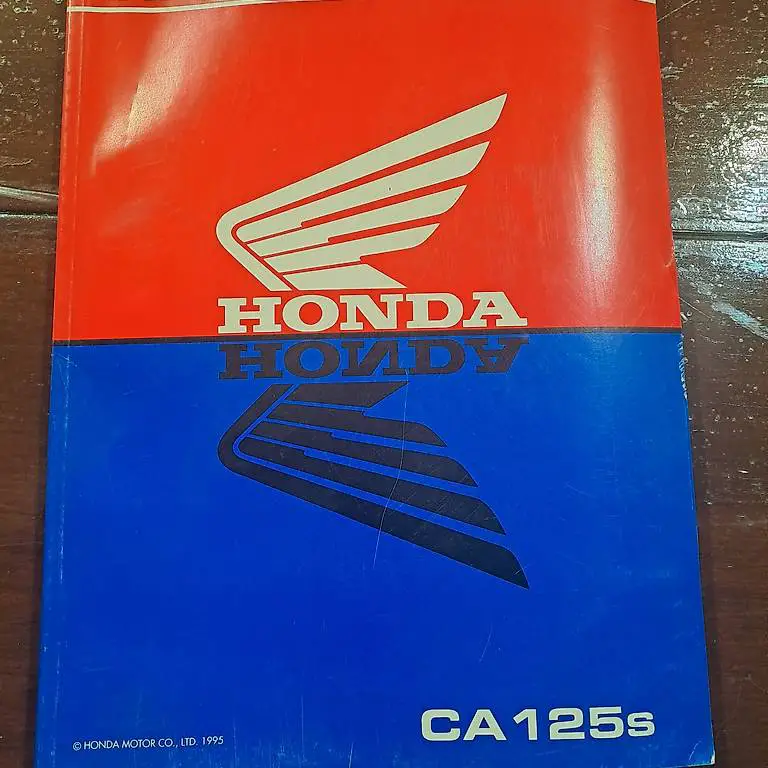 HONDA
HONDA
CA125s
© HONDA MOTOR CO., LTD. 1995